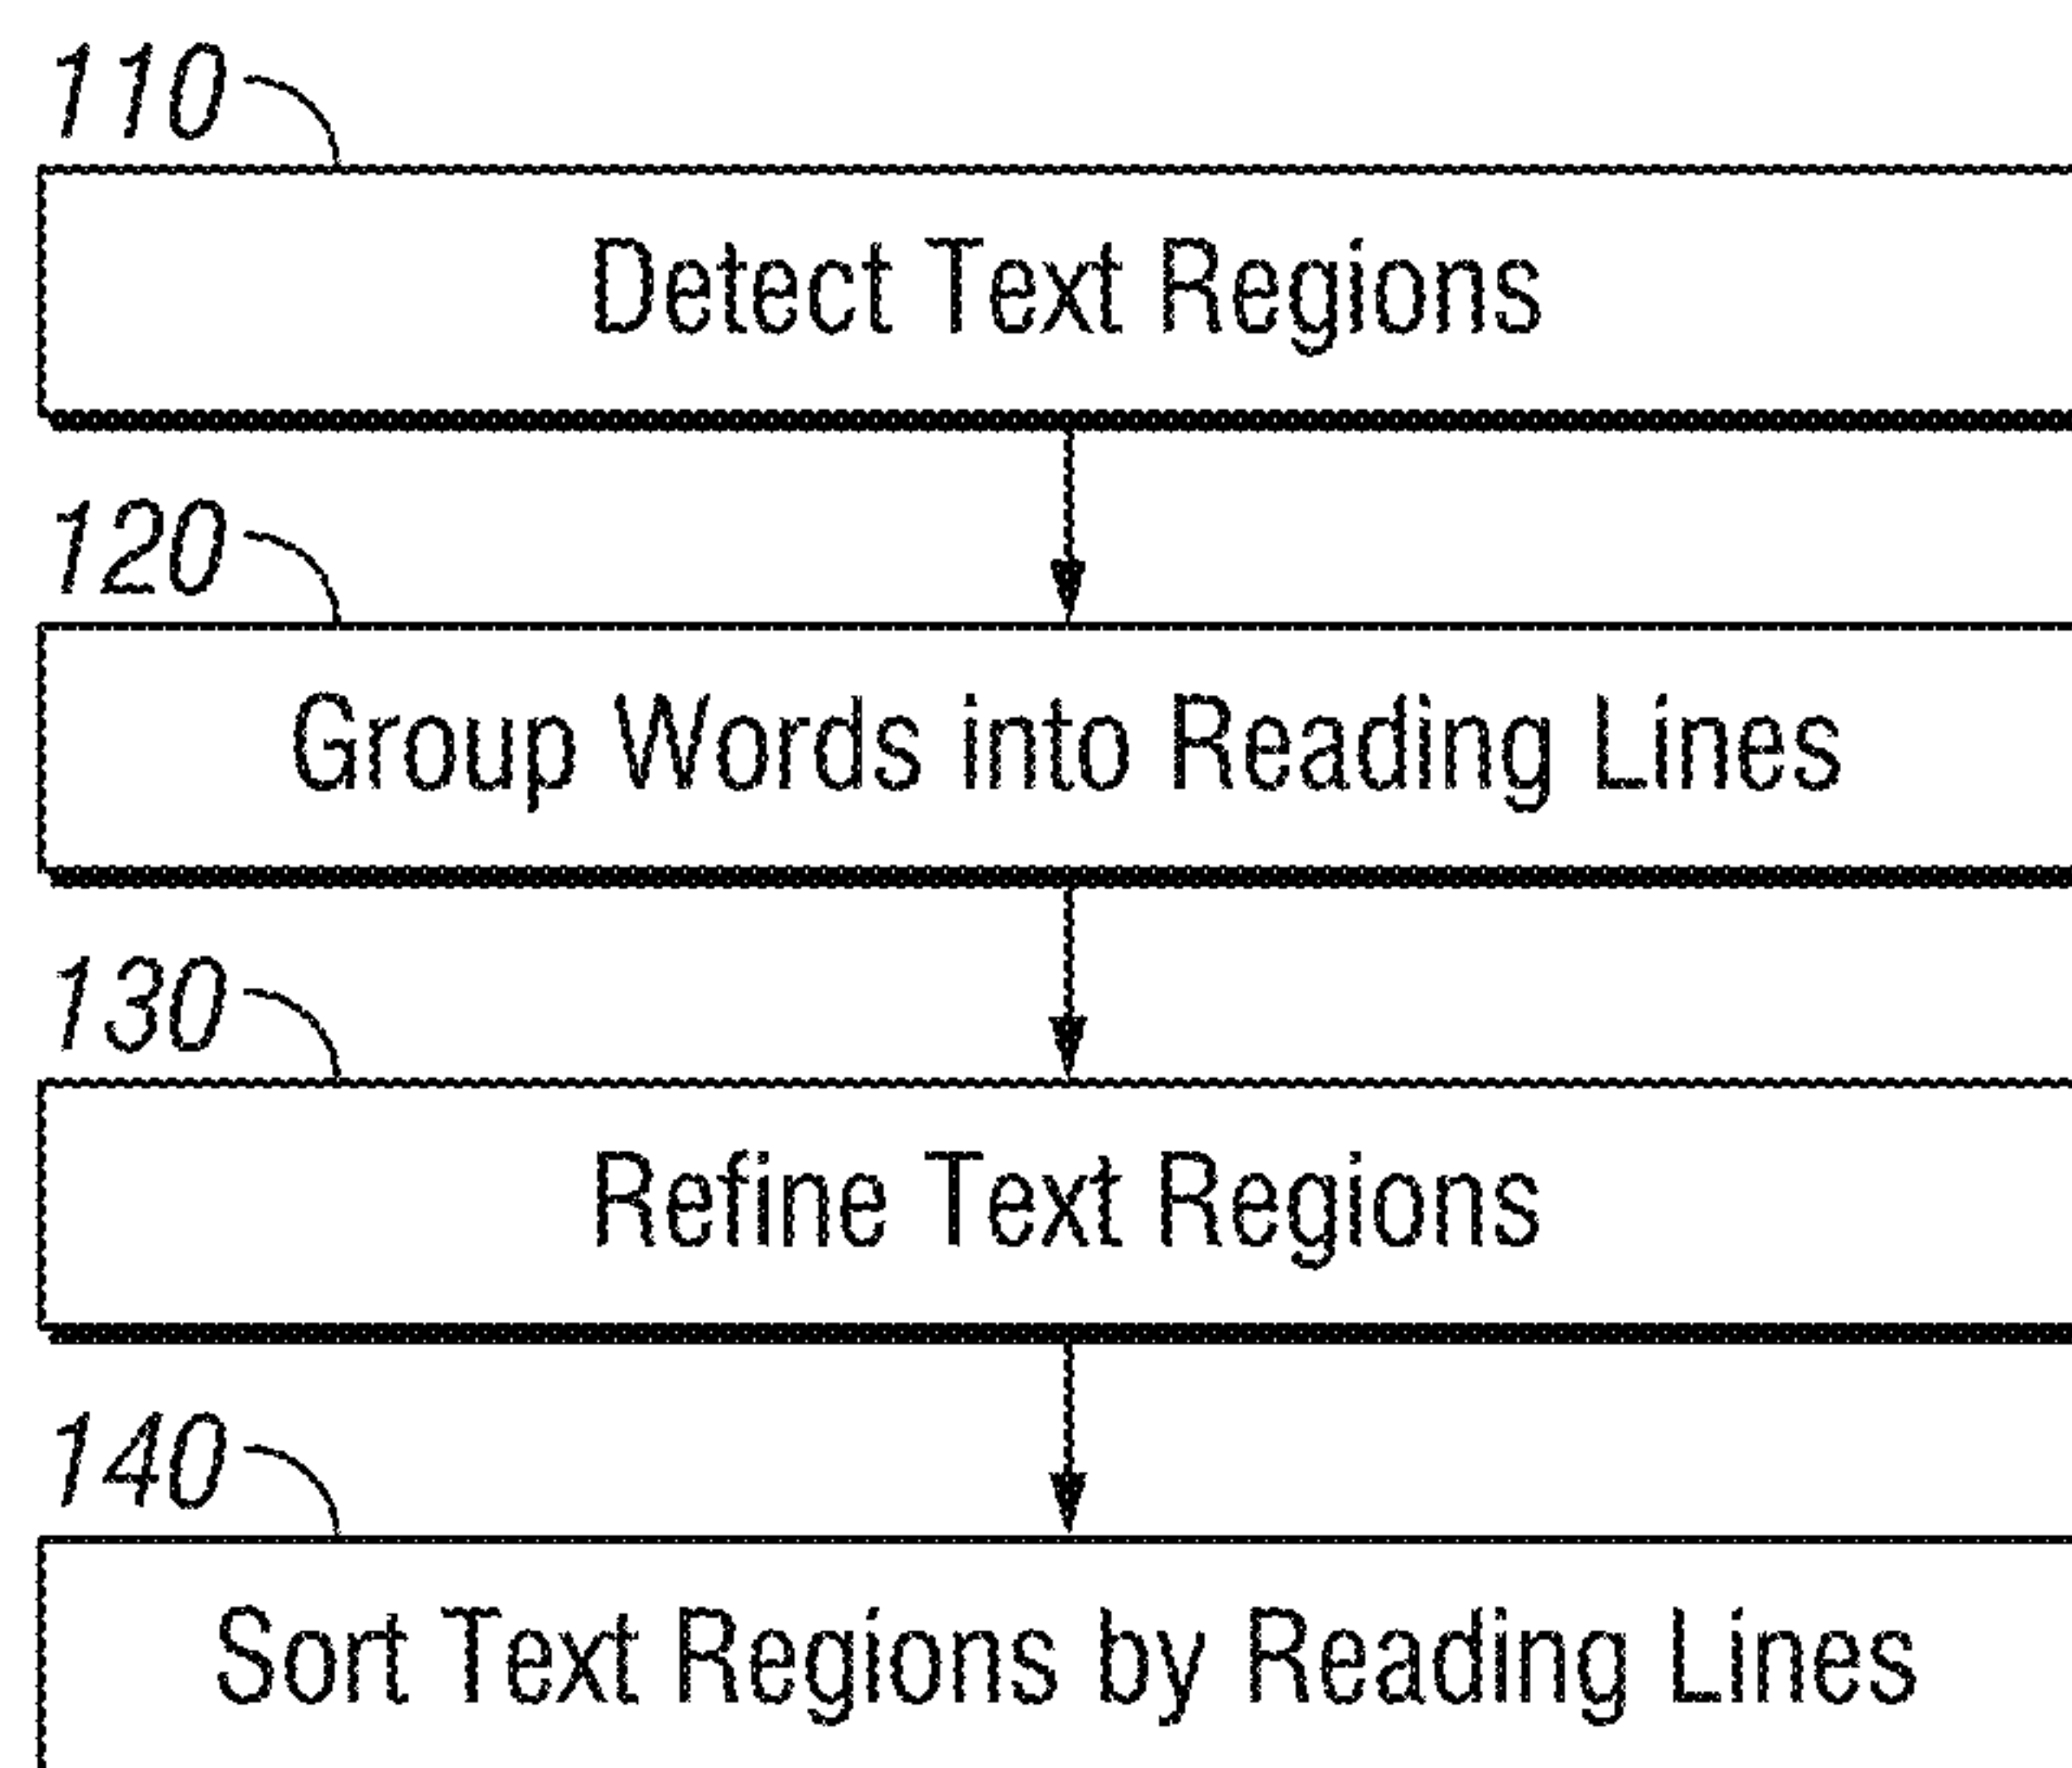 110
Detect Text Regions
120
Group Words into Reading Lines
130
Refine Text Regions
140
Sort Text Regions by Reading Lines